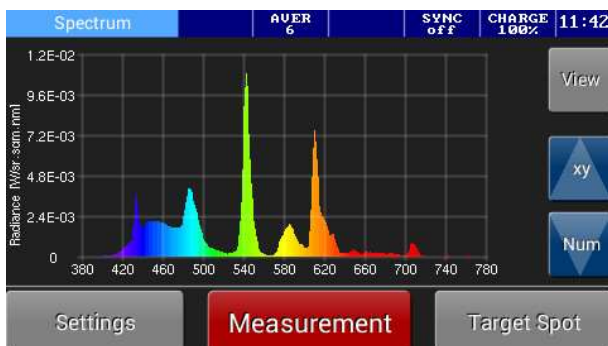 Spectrum AVER 6 SYNC off CHARGE 100% 11:42
1.2E-02
9.6E-03
7.2E-03
4.8E-03
2.4E-03
0
Radiance [W/sr.sqm.nm]
380 420 460 500 540 580 620 660 700 740 780
View
xy
Num
Settings Measurement Target Spot